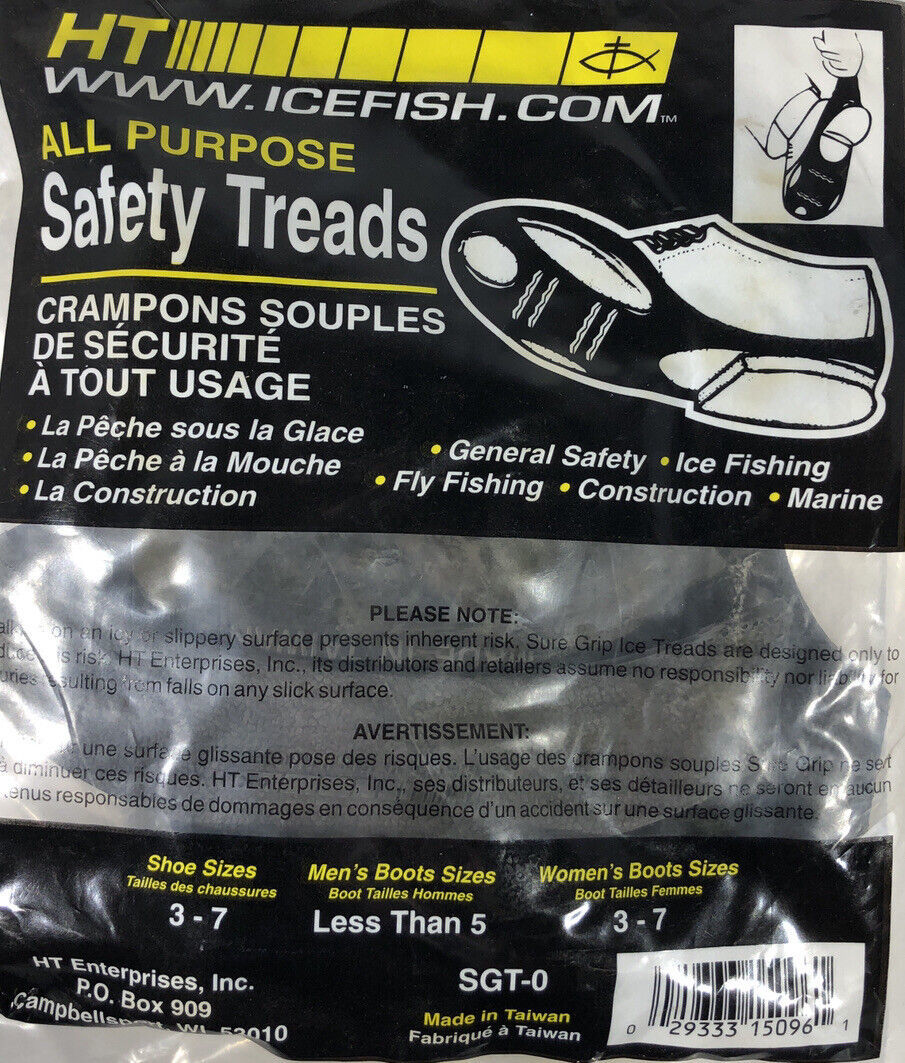 HT
WWW.ICEFISH.COM™
ALL PURPOSE
Safety Treads
CRAMPONS SOUPLES
DE SÉCURITÉ
À TOUT USAGE
• La Pêche sous la Glace
• La Pêche à la Mouche
• La Construction
• General Safety • Ice Fishing
• Fly Fishing • Construction • Marine
PLEASE NOTE:
on an icy or slippery surface presents inherent risk. Sure Grip Ice Treads are designed only to
risk. HT Enterprises, Inc., its distributors and retailers assume no responsibility nor liability for
resulting from falls on any slick surface.
AVERTISSEMENT:
une surface glissante pose des risques. L'usage des crampons souples Sure Grip ne sert
à diminuer ces risques. HT Enterprises, Inc., ses distributeurs, et ses détailleurs ne seront en aucun
tenus responsables de dommages en conséquence d'un accident sur une surface glissante.
Shoe Sizes
Tailles des chaussures
3 - 7
Men's Boots Sizes
Boot Tailles Hommes
Less Than 5
Women's Boots Sizes
Boot Tailles Femmes
3 - 7
HT Enterprises, Inc.
P.O. Box 909
Campbellsport, WI 53010
SGT-0
Made in Taiwan
Fabriqué à Taiwan
0 29333 15096 1